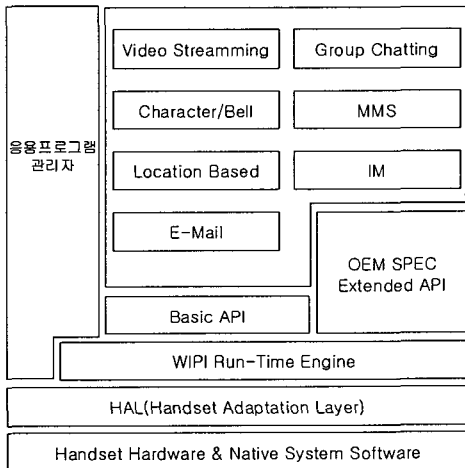 Video Streamming
Group Chatting
Character/Bell
MMS
응용프로그램
관리자
Location Based
IM
E-Mail
OEM SPEC
Extended API
Basic API
WIPI Run-Time Engine
HAL(Handset Adaptation Layer)
Handset Hardware & Native System Software